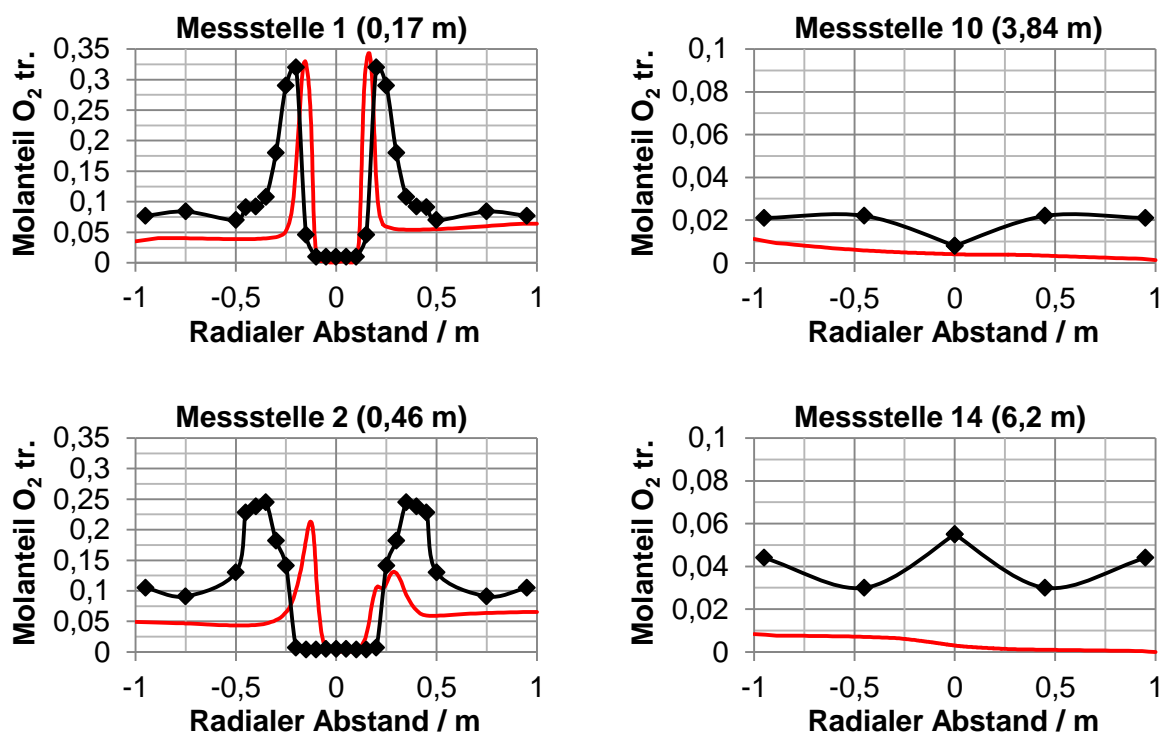 Messstelle 1 (0,17 m)
Molanteil O₂ tr.
0,35
0,3
0,25
0,2
0,15
0,1
0,05
0
-1 -0,5 0 0,5 1
Radialer Abstand / m
Messstelle 10 (3,84 m)
Molanteil O₂ tr.
0,1
0,08
0,06
0,04
0,02
0
-1 -0,5 0 0,5 1
Radialer Abstand / m
Messstelle 2 (0,46 m)
Molanteil O₂ tr.
0,35
0,3
0,25
0,2
0,15
0,1
0,05
0
-1 -0,5 0 0,5 1
Radialer Abstand / m
Messstelle 14 (6,2 m)
Molanteil O₂ tr.
0,1
0,08
0,06
0,04
0,02
0
-1 -0,5 0 0,5 1
Radialer Abstand / m